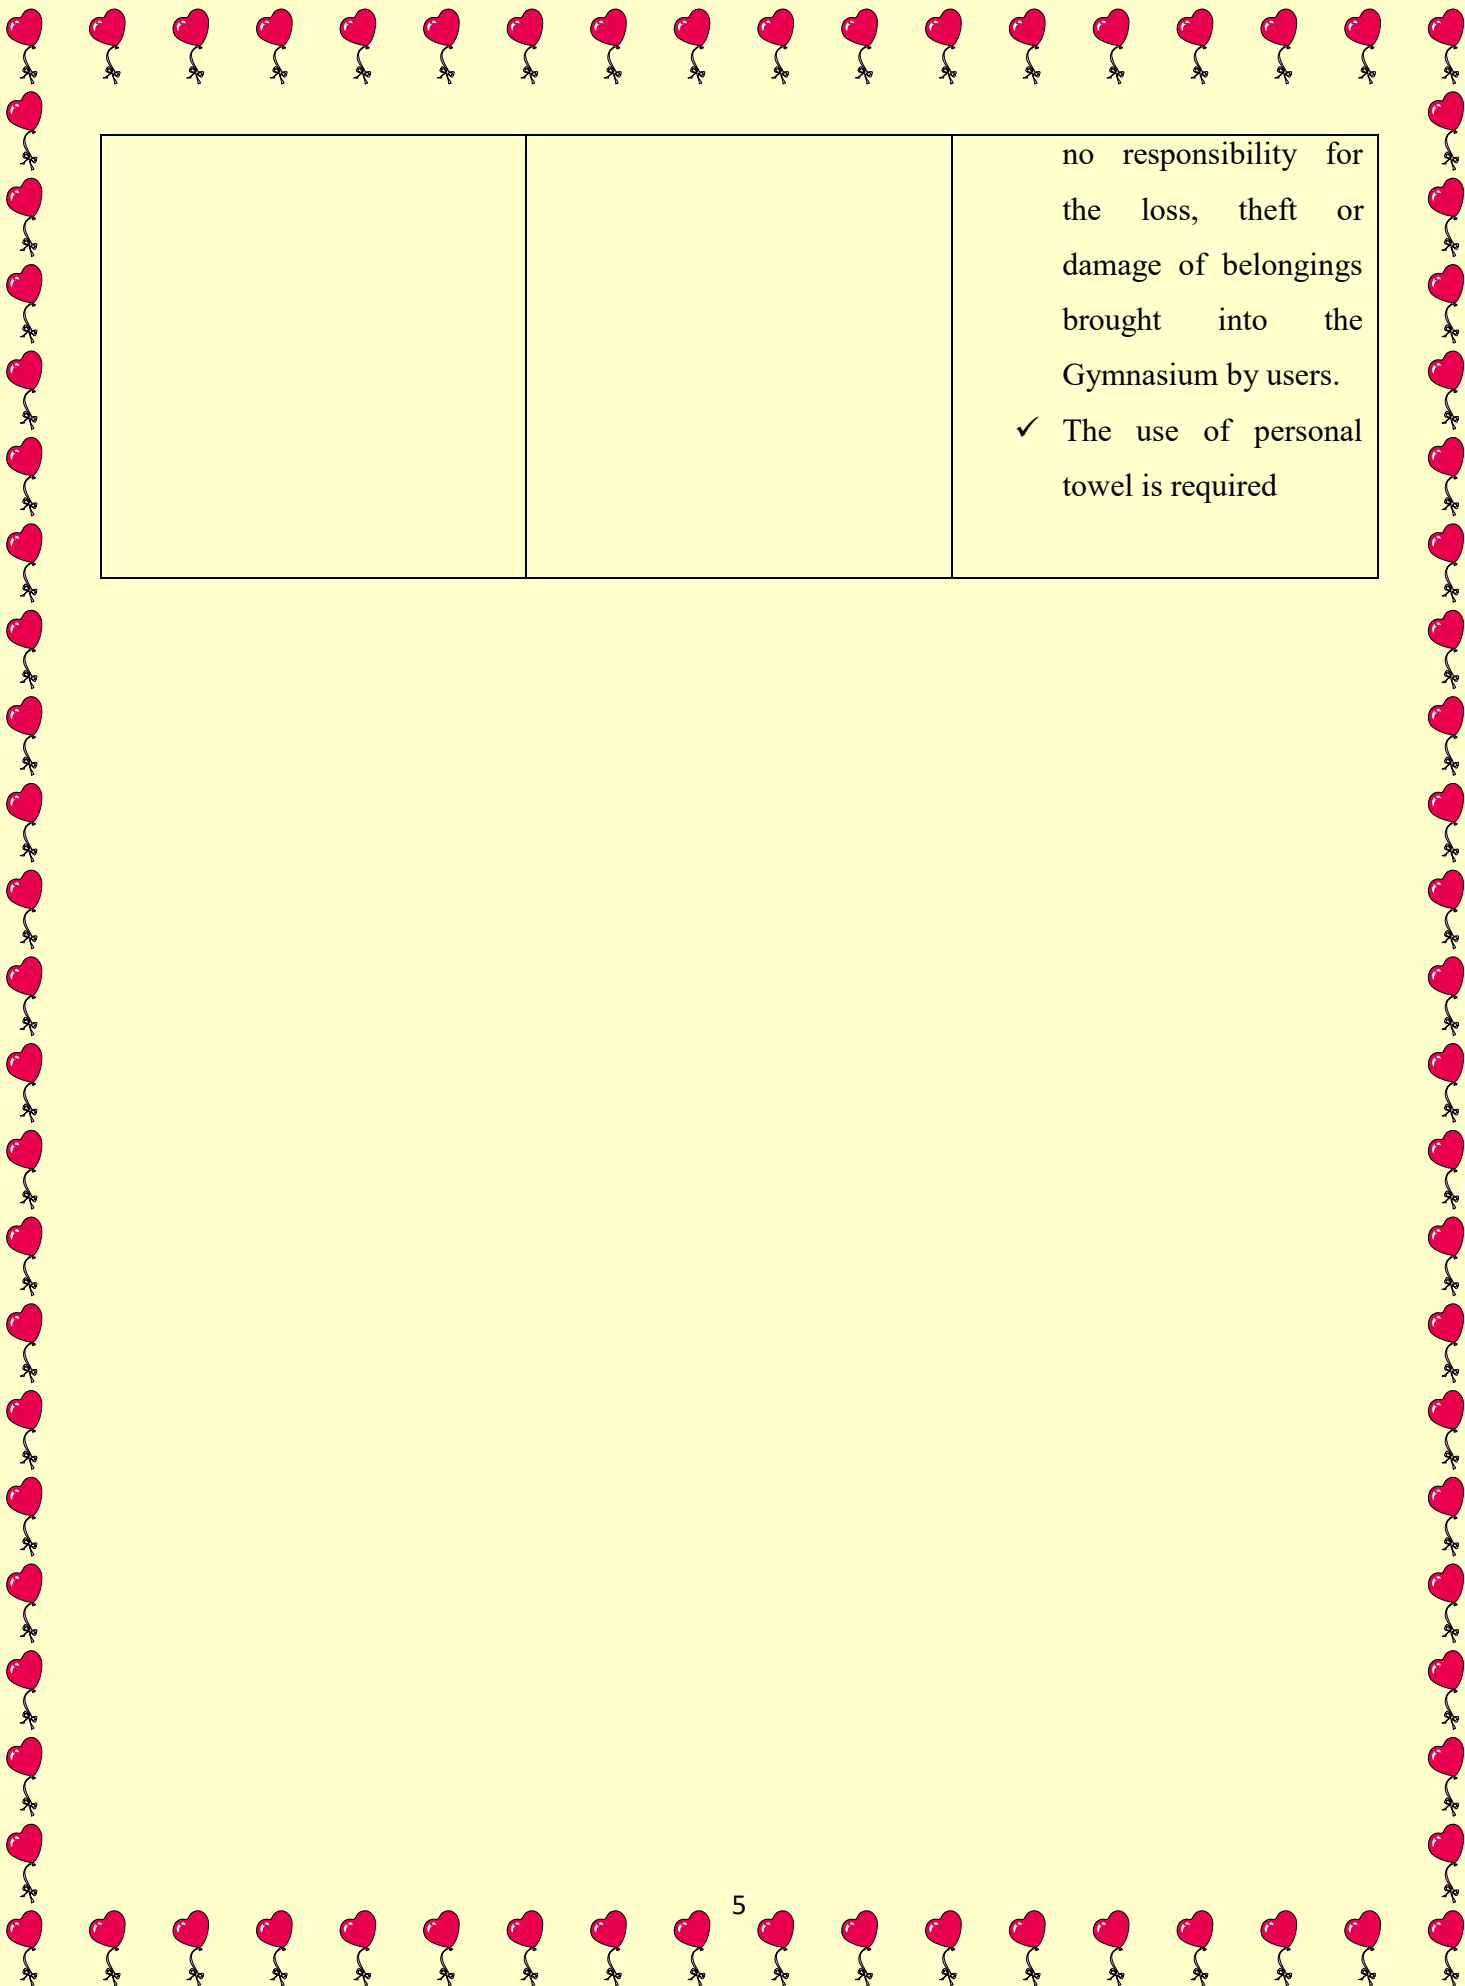 no responsibility for
the loss, theft or
damage of belongings
brought into the
Gymnasium by users.
✓ The use of personal
towel is required
5